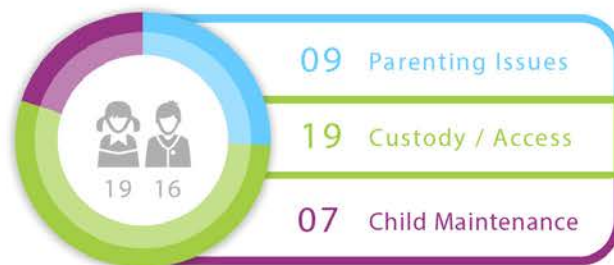 09 Parenting Issues
19 Custody / Access
19 16
07 Child Maintenance